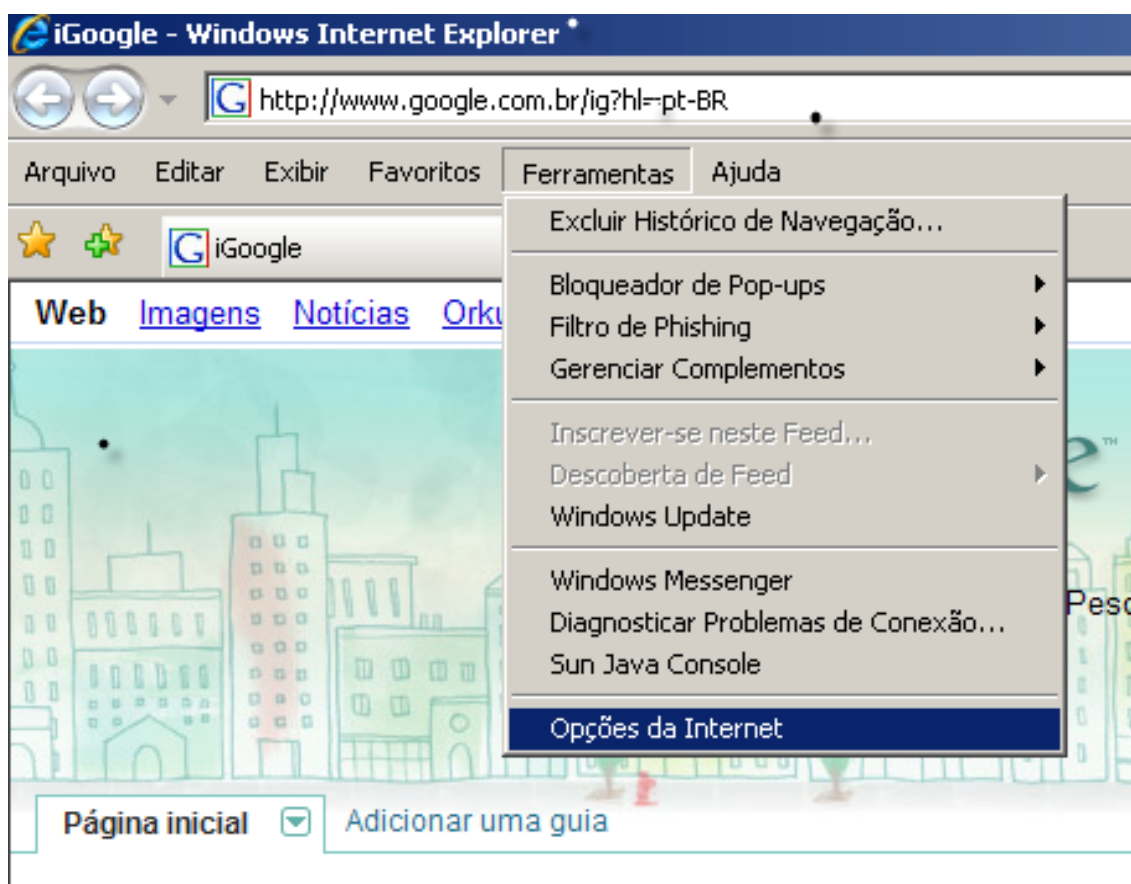 iGoogle - Windows Internet Explorer
http://www.google.com.br/ig?hl=pt-BR
Arquivo Editar Exibir Favoritos Ferramentas Ajuda
iGoogle
Excluir Histórico de Navegação...
Bloqueador de Pop-ups
Filtro de Phishing
Gerenciar Complementos
Inscrever-se neste Feed...
Descoberta de Feed
Windows Update
Windows Messenger
Diagnosticar Problemas de Conexão...
Sun Java Console
Opções da Internet
Web Imagens Notícias Orku
e™
Pesq
Página inicial Adicionar uma guia